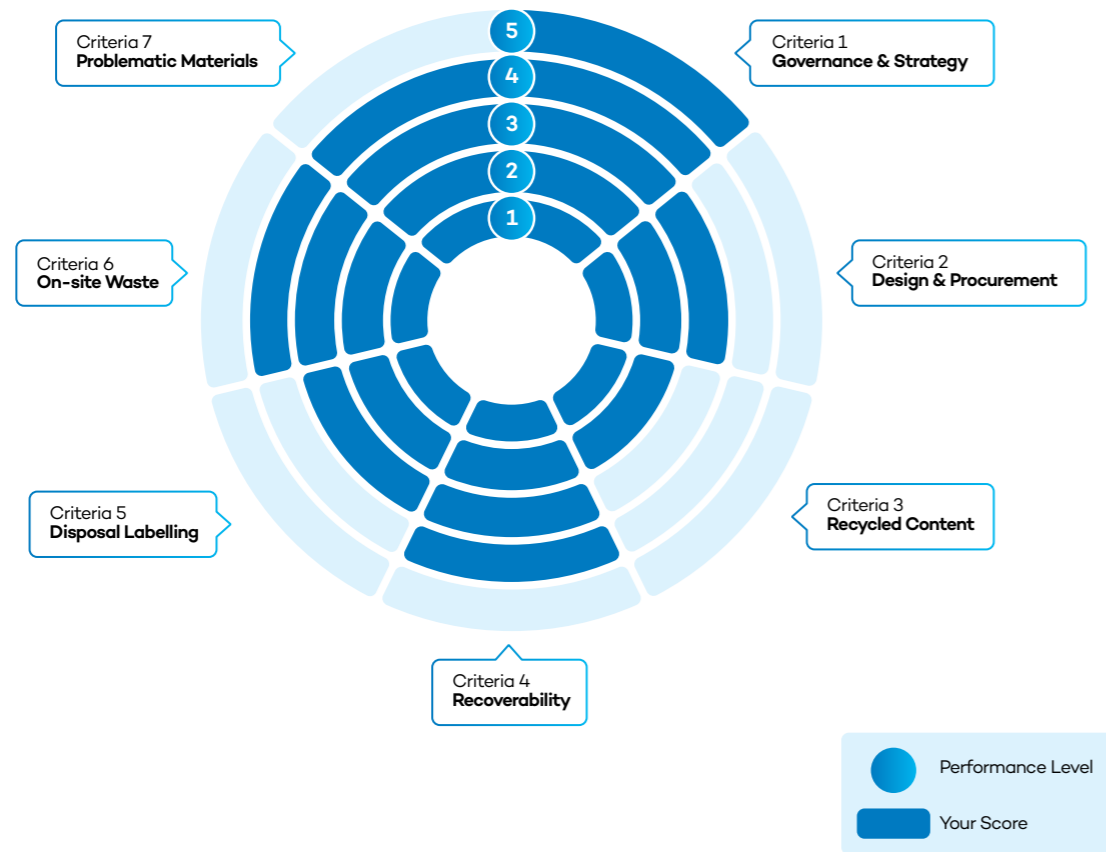 Criteria 7
Problematic Materials
5
Criteria 1
Governance & Strategy
4
3
2
1
Criteria 6
On-site Waste
Criteria 2
Design & Procurement
Criteria 5
Disposal Labelling
Criteria 3
Recycled Content
Criteria 4
Recoverability
Performance Level
Your Score